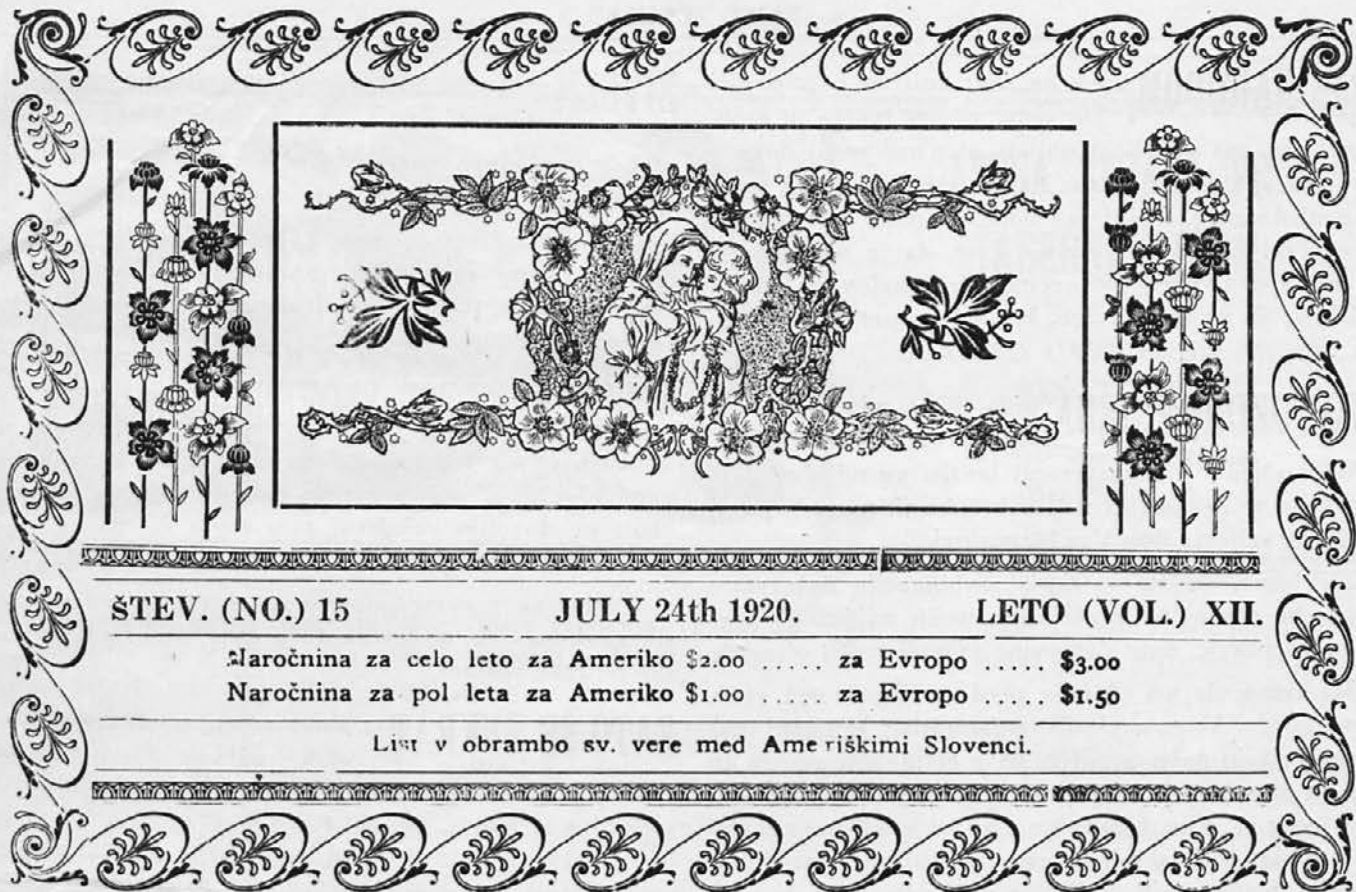 ŠTEV. (NO.) 15 JULY 24th 1920. LETO (VOL.) XII.
Naročnina za celo leto za Ameriko $2.00 ..... za Evropo ...... $3.00
Naročnina za pol leta za Ameriko $1.00 .... za Evropo ..... $1.50
List v obrambo sv. vere med Ameriškimi Slovenci.